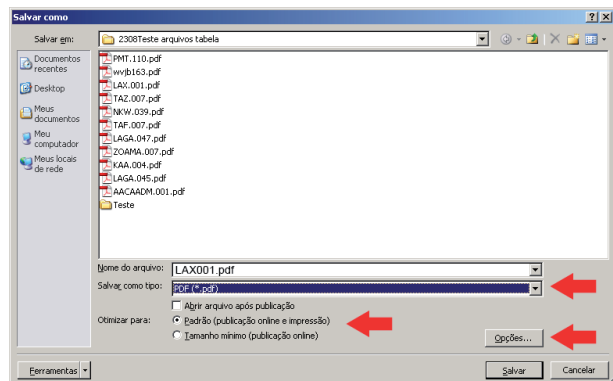 Salvar como
Salvar em:
2308Teste arquivos tabela
Documentos
recentes
Desktop
Meus
documentos
Meu
computador
Meus locais
de rede
PMT.110.pdf
wvjb163.pdf
LAX.001.pdf
TAZ.007.pdf
NKW.039.pdf
TAF.007.pdf
LAGA.047.pdf
ZOAMA.007.pdf
KAA.004.pdf
LAGA.045.pdf
AACAADM.001.pdf
Teste
Nome do arquivo:
LAX001.pdf
Salvar como tipo:
PDF (*.pdf)
Abrir arquivo após publicação
Otimizar para:
Padrão (publicação online e impressão)
Tamanho mínimo (publicação online)
Opções...
Ferramentas
Salvar
Cancelar